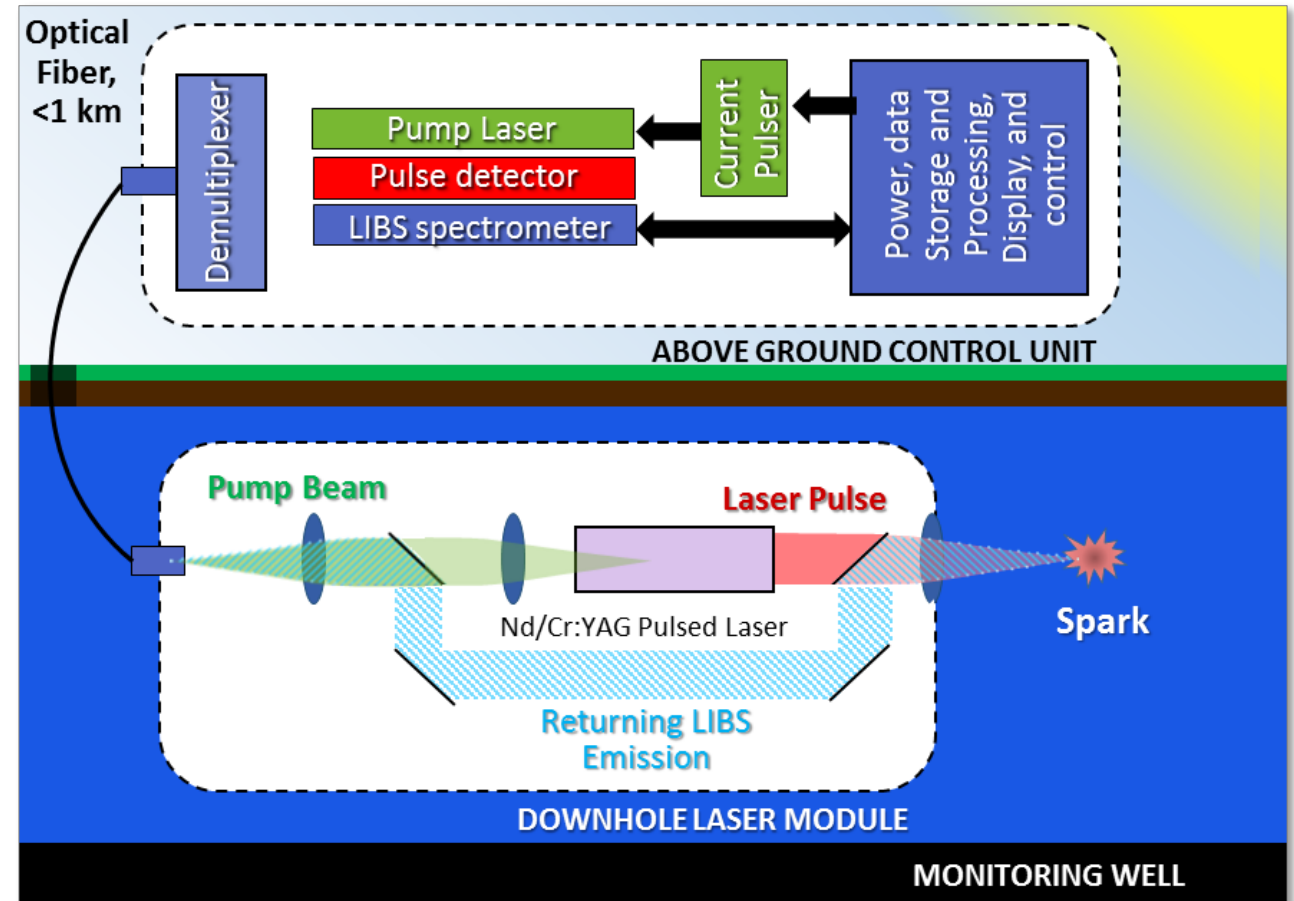 Optical
Fiber,
<1 km
Demultiplexer
Pump Laser
Pulse detector
LIBS spectrometer
Current
Pulser
Power, data
Storage and
Processing,
Display, and
control
ABOVE GROUND CONTROL UNIT
Pump Beam
Laser Pulse
Nd/Cr:YAG Pulsed Laser
Spark
Returning LIBS
Emission
DOWNHOLE LASER MODULE
MONITORING WELL